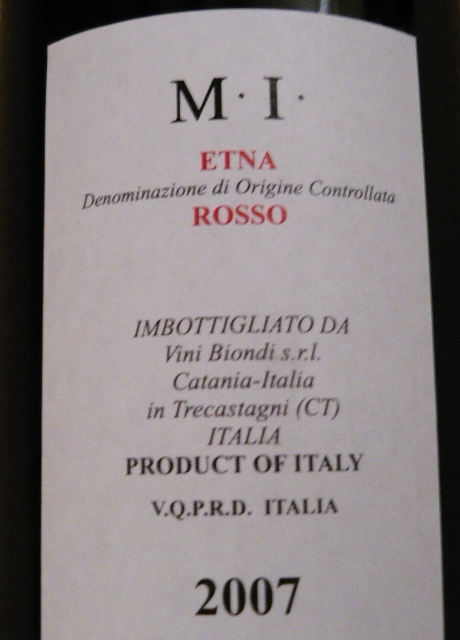 M·I·
ETNA
Denominazione di Origine Controllata
ROSSO
IMBOTTIGLIATO DA
Vini Biondi s.r.l.
Catania-Italia
in Trecastagni (CT)
ITALIA
PRODUCT OF ITALY
V.Q.P.R.D. ITALIA
2007